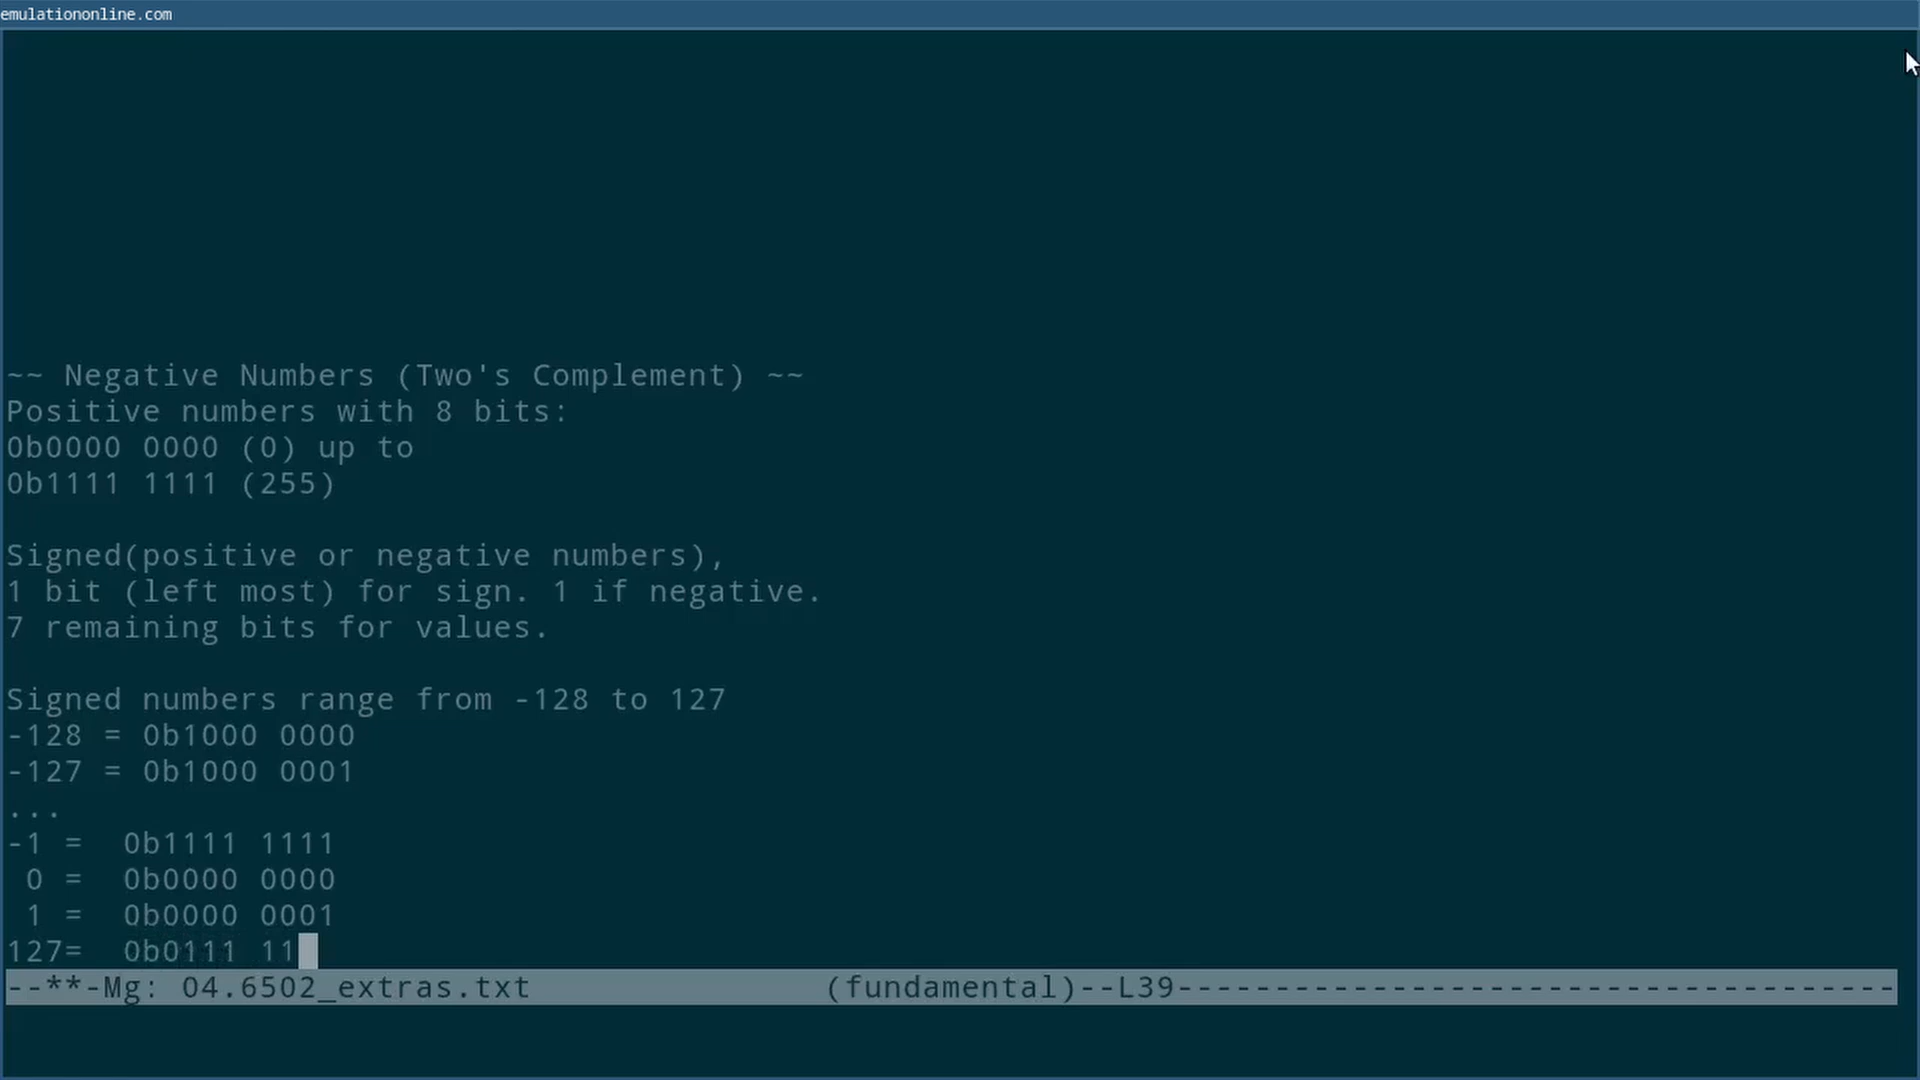 emulationonline.com
~~ Negative Numbers (Two's Complement) ~~
Positive numbers with 8 bits:
0b0000 0000 (0) up to
0b1111 1111 (255)
Signed(positive or negative numbers),
1 bit (left most) for sign. 1 if negative.
7 remaining bits for values.
Signed numbers range from -128 to 127
-128 = 0b1000 0000
-127 = 0b1000 0001
...
-1 =  0b1111 1111
 0 =  0b0000 0000
 1 =  0b0000 0001
127=  0b0111 11
--**-Mg: 04.6502_extras.txt               (fundamental)--L39-------------------------------------